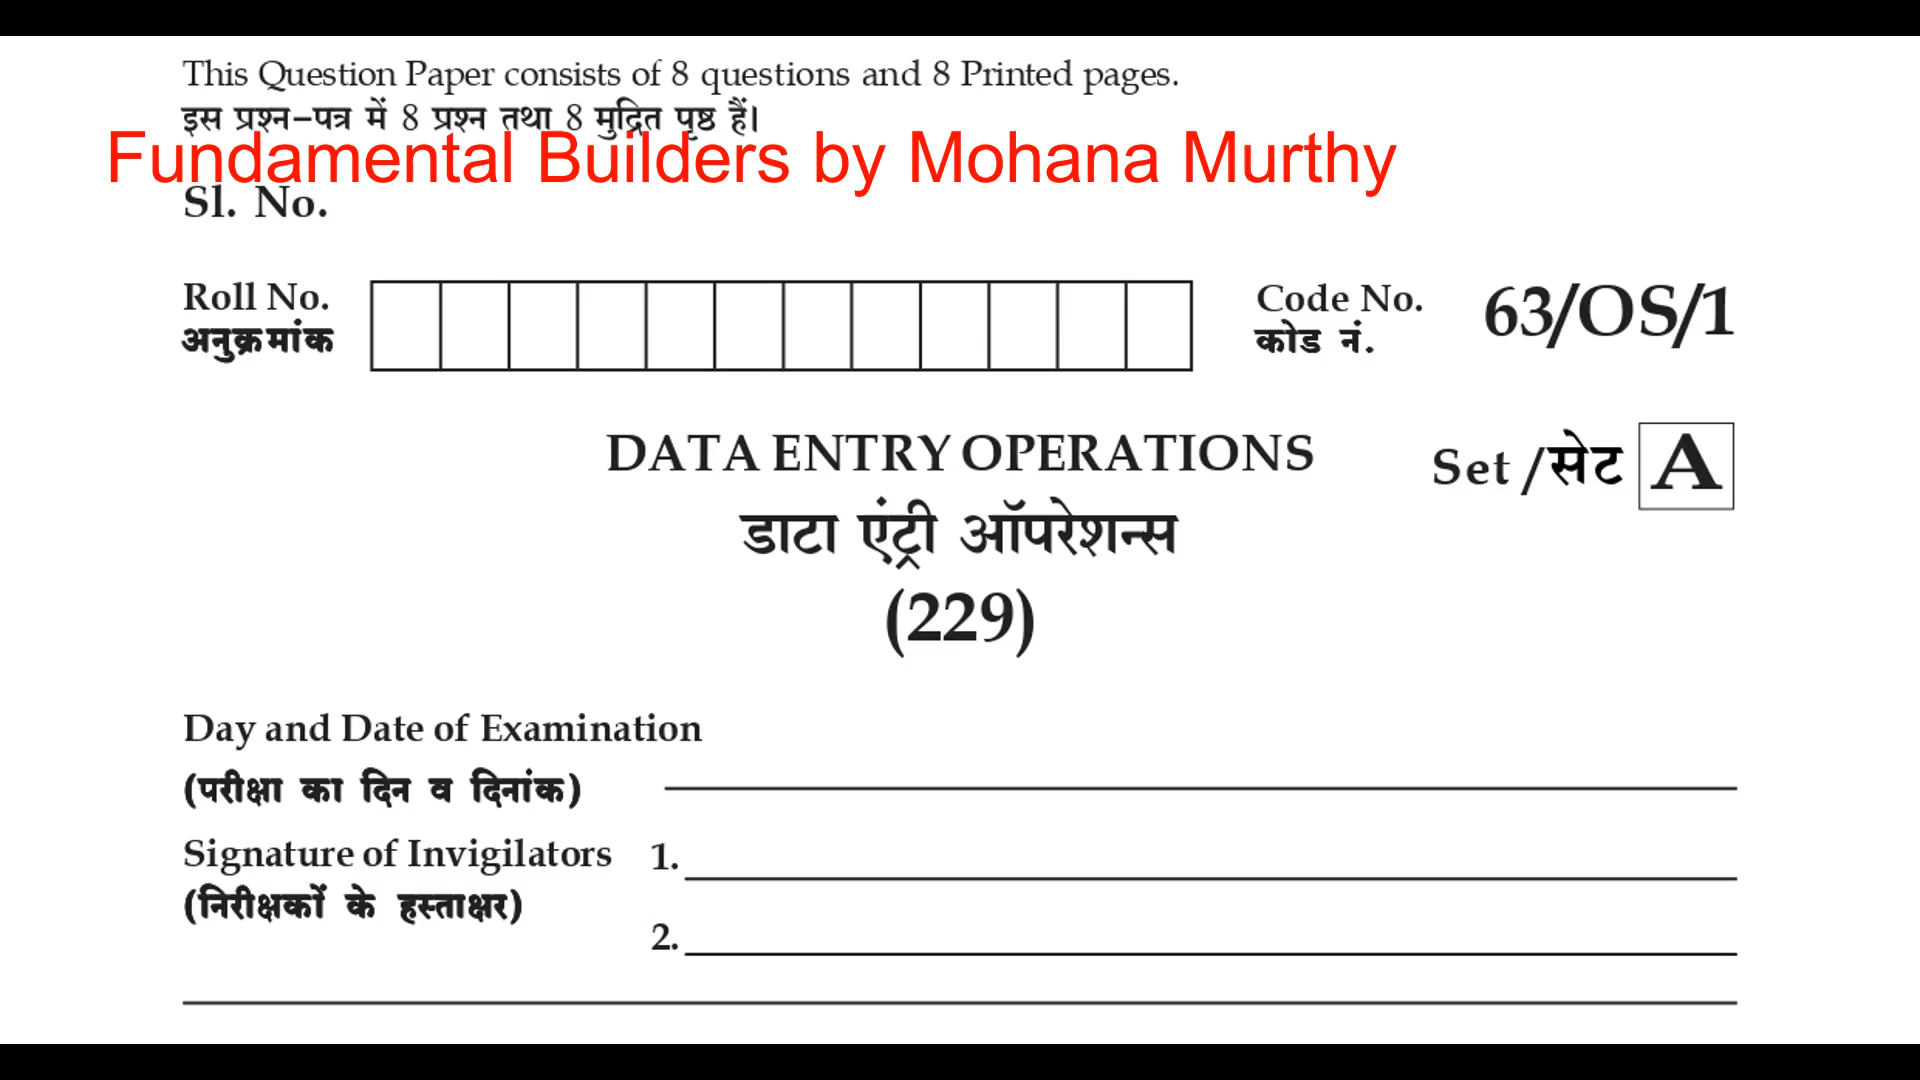 This Question Paper consists of 8 questions and 8 Printed pages.
इस प्रश्न-पत्र में 8 प्रश्न तथा 8 मुद्रित पृष्ठ हैं।
Fundamental Builders by Mohana Murthy
Sl. No.
Roll No.
अनुक्रमांक
Code No. 63/OS/1
कोड नं.
DATA ENTRY OPERATIONS
Set /सेट A
डाटा एंट्री ऑपरेशन्स
(229)
Day and Date of Examination
(परीक्षा का दिन व दिनांक)
Signature of Invigilators 1.
(निरीक्षकों के हस्ताक्षर)
2.